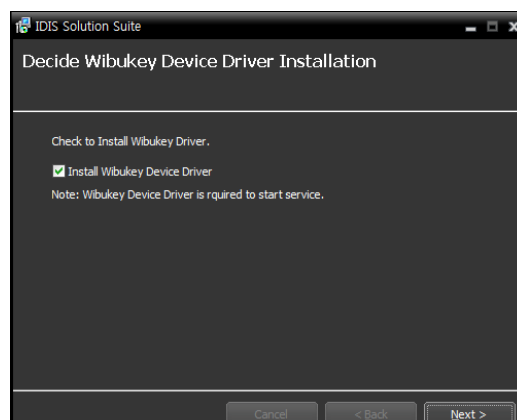 IDIS Solution Suite
Decide Wibukey Device Driver Installation
Check to Install Wibukey Driver.
Install Wibukey Device Driver
Note: Wibukey Device Driver is rquired to start service.
Cancel
< Back
Next >